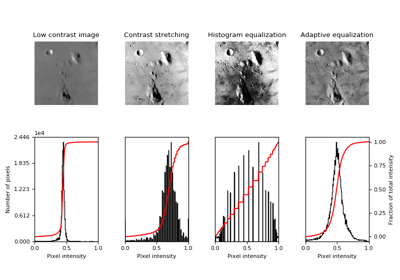 Low contrast image Contrast stretching Histogram equalization Adaptive equalization
1e4
2.446
1.835
1.223
0.612
0.000
Number of pixels
0.0 0.5 1.0 0.0 0.5 1.0 0.0 0.5 1.0 0.0 0.5 1.0
Pixel intensity Pixel intensity Pixel intensity Pixel intensity
1.00
0.75
0.50
0.25
0.00
Fraction of total intensity